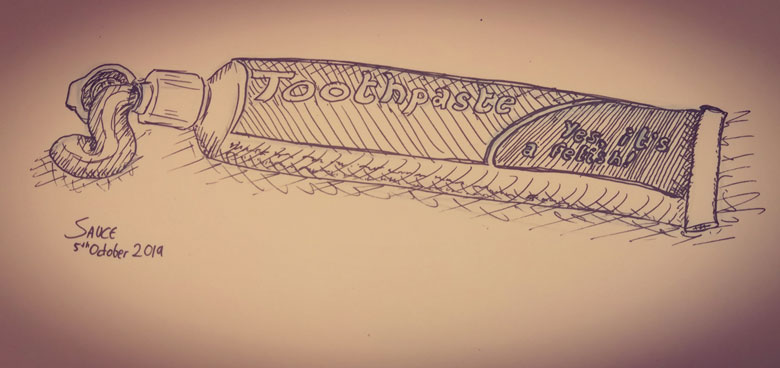 Toothpaste
Yes, it's
a relish!
SAUCE
5th October 2019